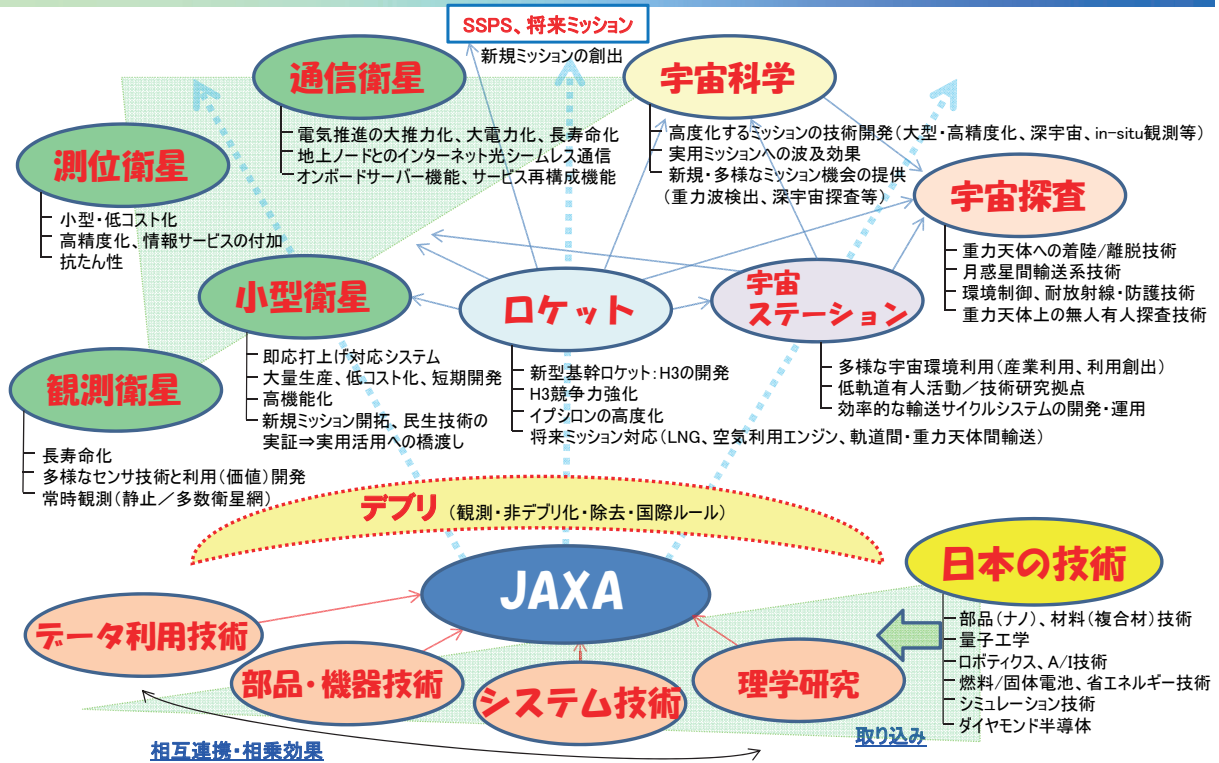 SSPS、将来ミッション
新規ミッションの創出
通信衛星
電気推進の大推力化、大電力化、長寿命化
地上ノードとのインターネット光シームレス通信
オンボードサーバー機能、サービス再構成機能
宇宙科学
高度化するミッションの技術開発(大型・高精度化、深宇宙、in-situ観測等)
実用ミッションへの波及効果
新規・多様なミッション機会の提供
(重力波検出、深宇宙探査等)
測位衛星
小型・低コスト化
高精度化、情報サービスの付加
抗たん性
宇宙探査
重力天体への着陸/離脱技術
月惑星間輸送系技術
環境制御、耐放射線・防護技術
重力天体上の無人有人探査技術
小型衛星
即応打上げ対応システム
大量生産、低コスト化、短期開発
高機能化
新規ミッション開拓、民生技術の
実証⇒実用活用への橋渡し
ロケット
新型基幹ロケット:H3の開発
H3競争力強化
イプシロンの高度化
将来ミッション対応(LNG、空気利用エンジン、軌道間・重力天体間輸送)
宇宙
ステーション
多様な宇宙環境利用(産業利用、利用創出)
低軌道有人活動/技術研究拠点
効率的な輸送サイクルシステムの開発・運用
観測衛星
長寿命化
多様なセンサ技術と利用(価値)開発
常時観測(静止/多数衛星網)
デブリ(観測・非デブリ化・除去・国際ルール)
JAXA
日本の技術
部品(ナノ)、材料(複合材)技術
量子工学
ロボティクス、A/I技術
燃料/固体電池、省エネルギー技術
シミュレーション技術
ダイヤモンド半導体
データ利用技術
部品・機器技術
システム技術
理学研究
取り込み
相互連携・相乗効果